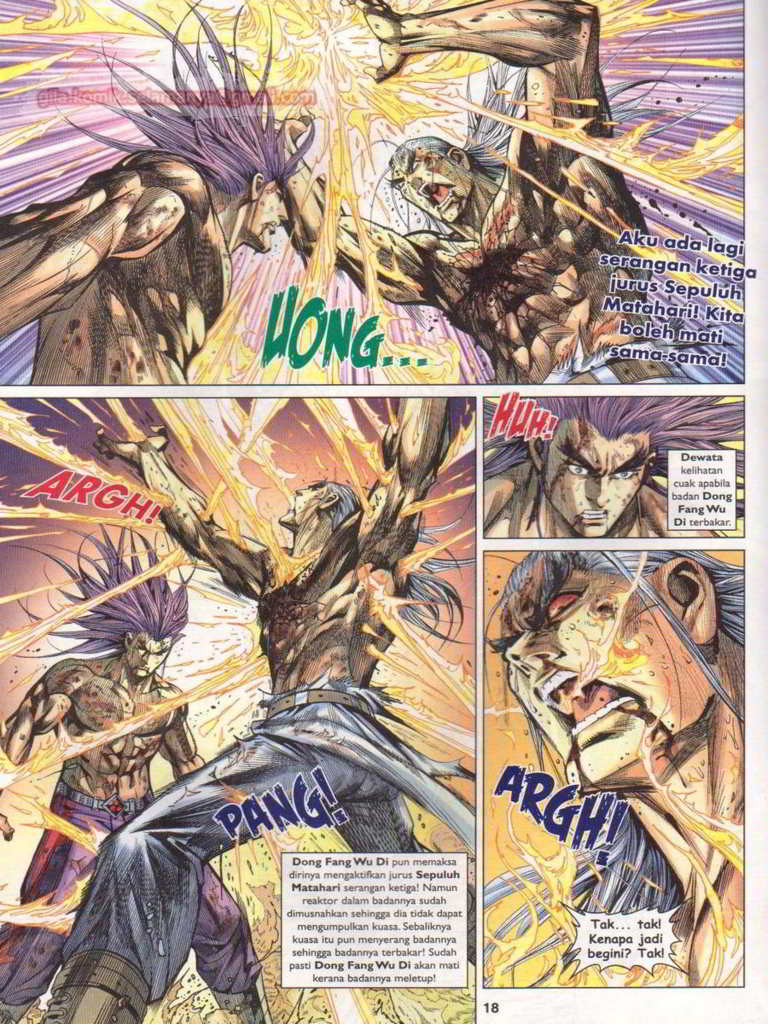 Aku ada lagi
serangan ketiga
jurus Sepuluh
Matahari! Kita
boleh mati
sama-sama!
UONG...
ARGH!
PANG!
Dong Fang Wu Di pun memaksa
dirinya mengaktifkan jurus Sepuluh
Matahari serangan ketiga! Namun
reaktor dalam badannya sudah
dimusnahkan sehingga dia tidak dapat
mengumpulkan kuasa. Sebaliknya
kuasa itu pun menyerang badannya
sehingga badannya terbakar! Sudah
pasti Dong Fang Wu Di akan mati
kerana badannya meletup!
HUH!
Dewata
kelihatan
cuak apabila
badan Dong
Fang Wu
Di terbakar.
ARGH!
Tak... tak!
Kenapa jadi
begini? Tak!
18